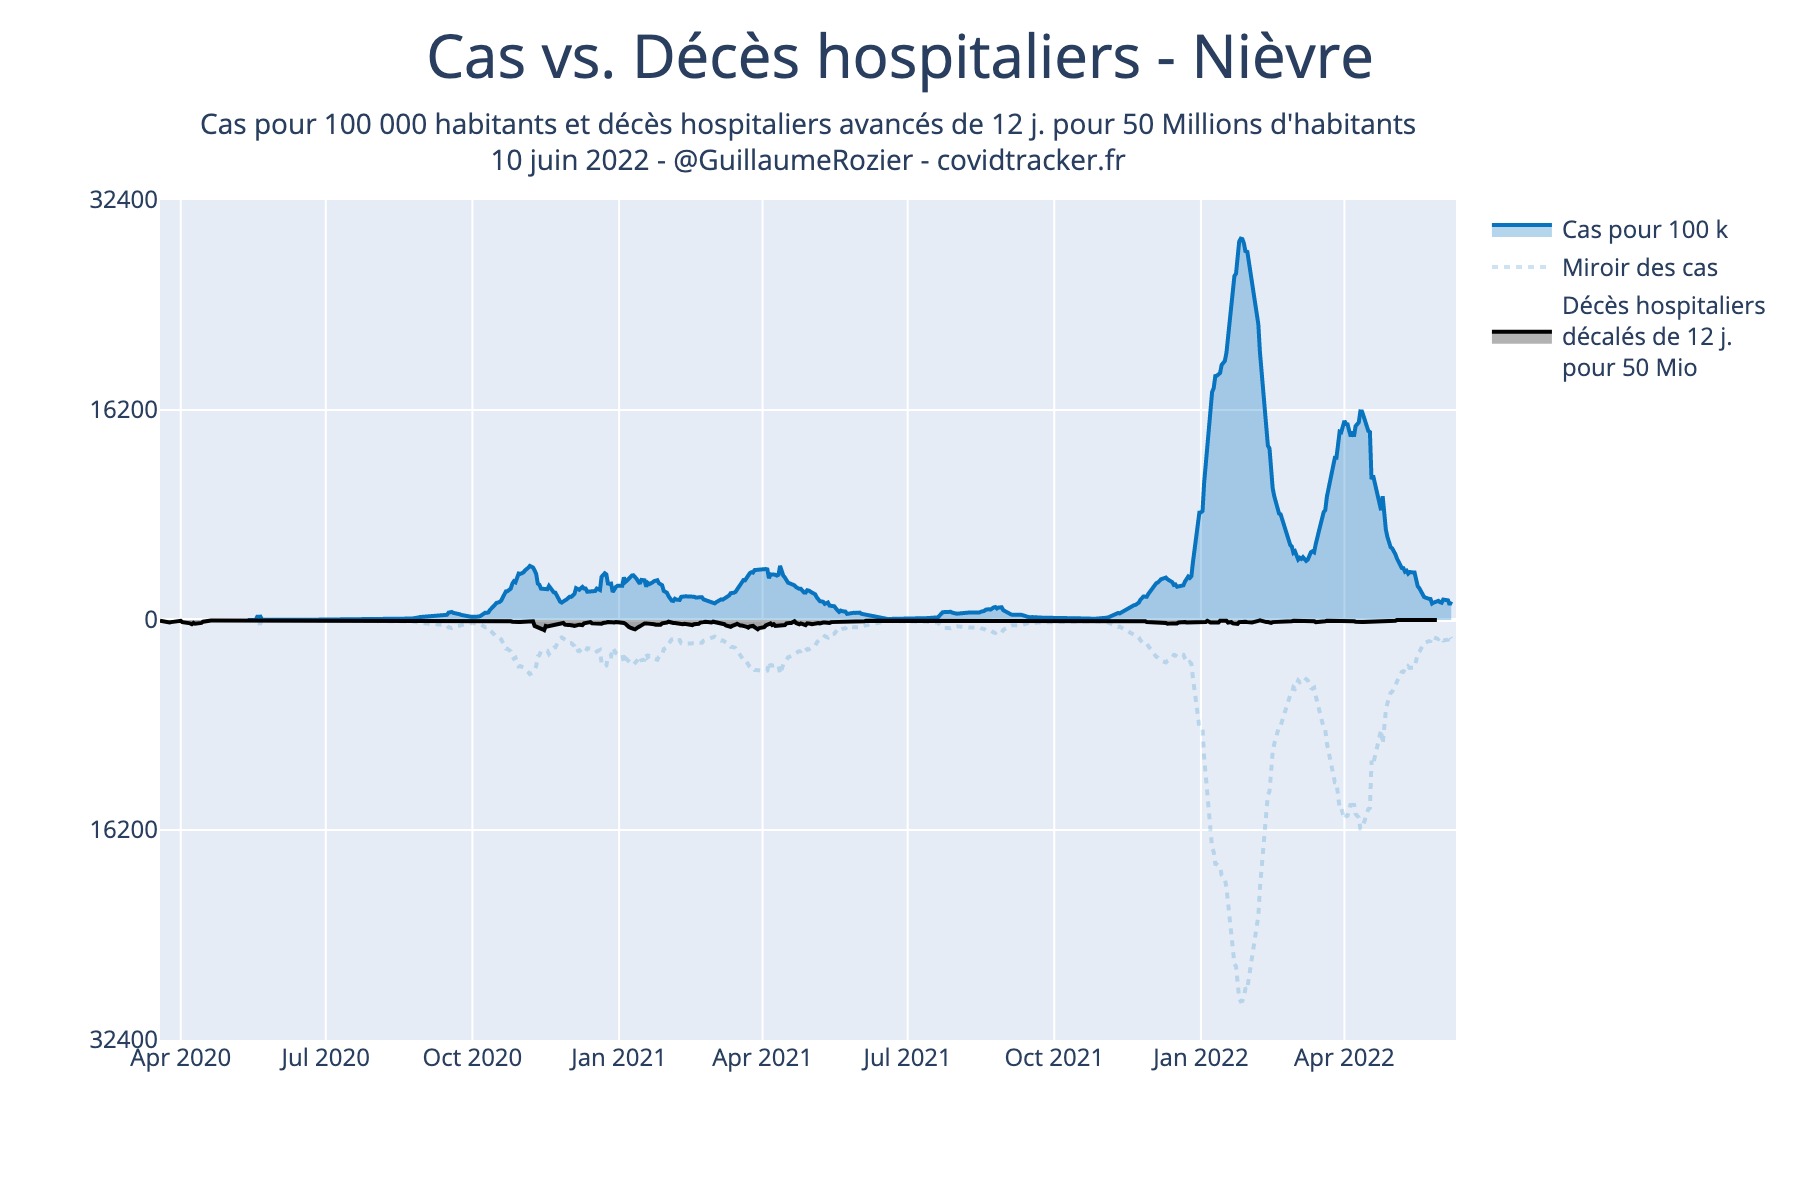 Cas vs. Décès hospitaliers - Nièvre
Cas pour 100 000 habitants et décès hospitaliers avancés de 12 j. pour 50 Millions d'habitants
10 juin 2022 - @GuillaumeRozier - covidtracker.fr
32400
16200
0
16200
32400
Apr 2020
Jul 2020
Oct 2020
Jan 2021
Apr 2021
Jul 2021
Oct 2021
Jan 2022
Apr 2022
Cas pour 100 k
Miroir des cas
Décès hospitaliers
décalés de 12 j.
pour 50 Mio